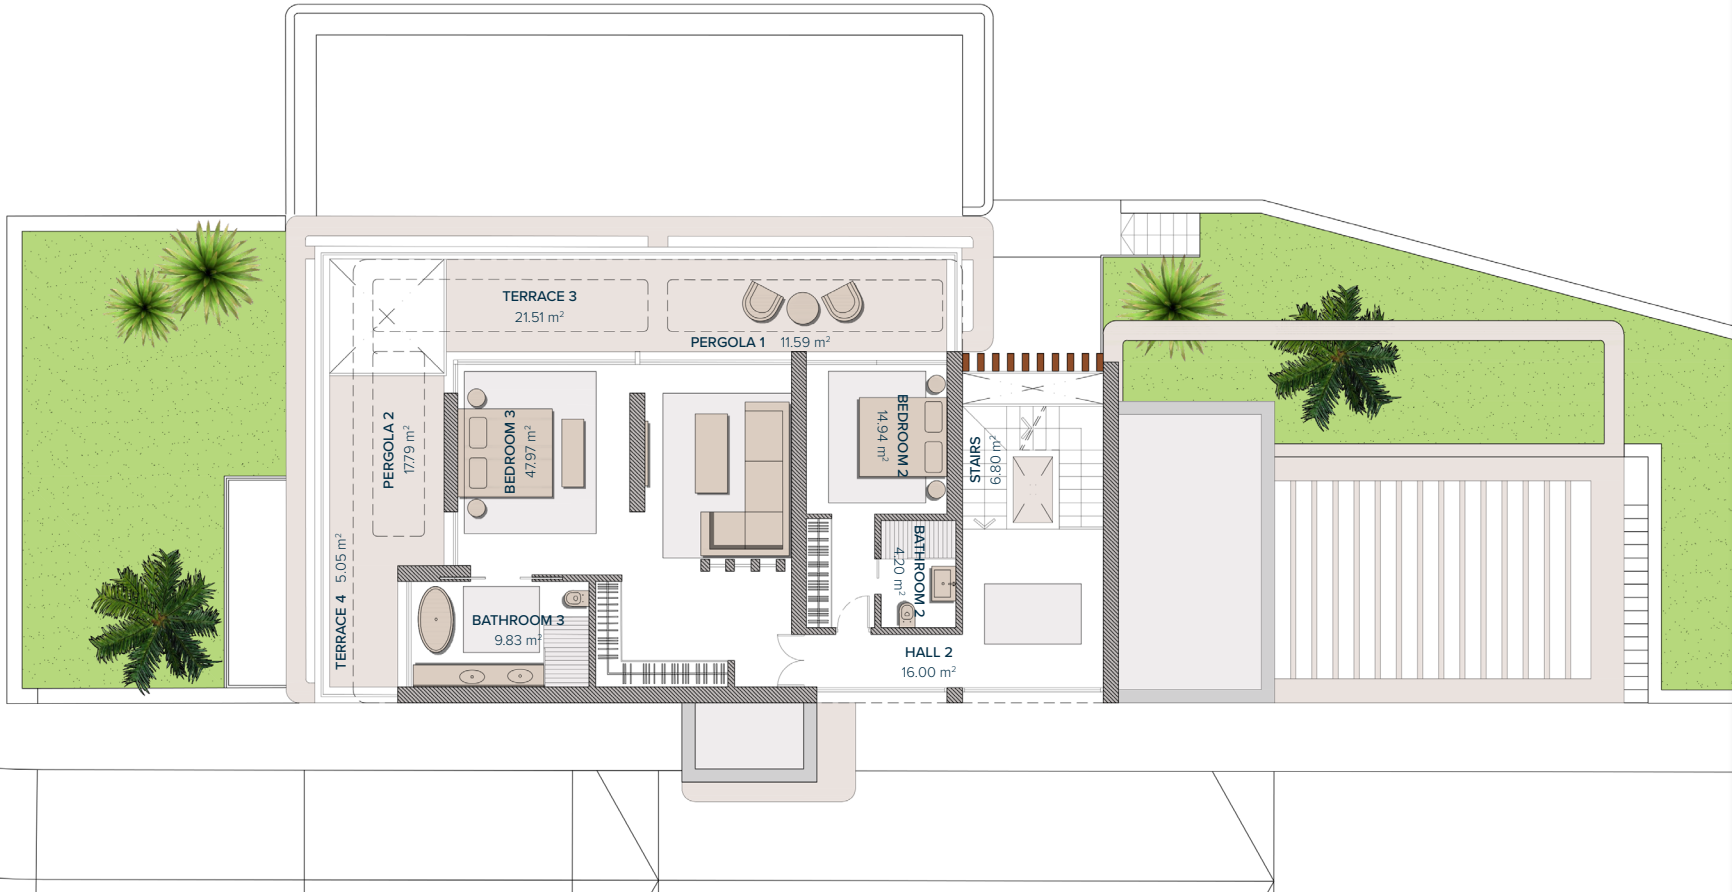 TERRACE 3
21.51 m²
PERGOLA 1 11.59 m²
PERGOLA 2
17.79 m²
BEDROOM 3
47.97 m²
BEDROOM 2
14.94 m²
STAIRS
6.80 m²
TERRACE 4 5.05 m²
BATHROOM 3
9.83 m²
BATHROOM 2
4.20 m²
HALL 2
16.00 m²